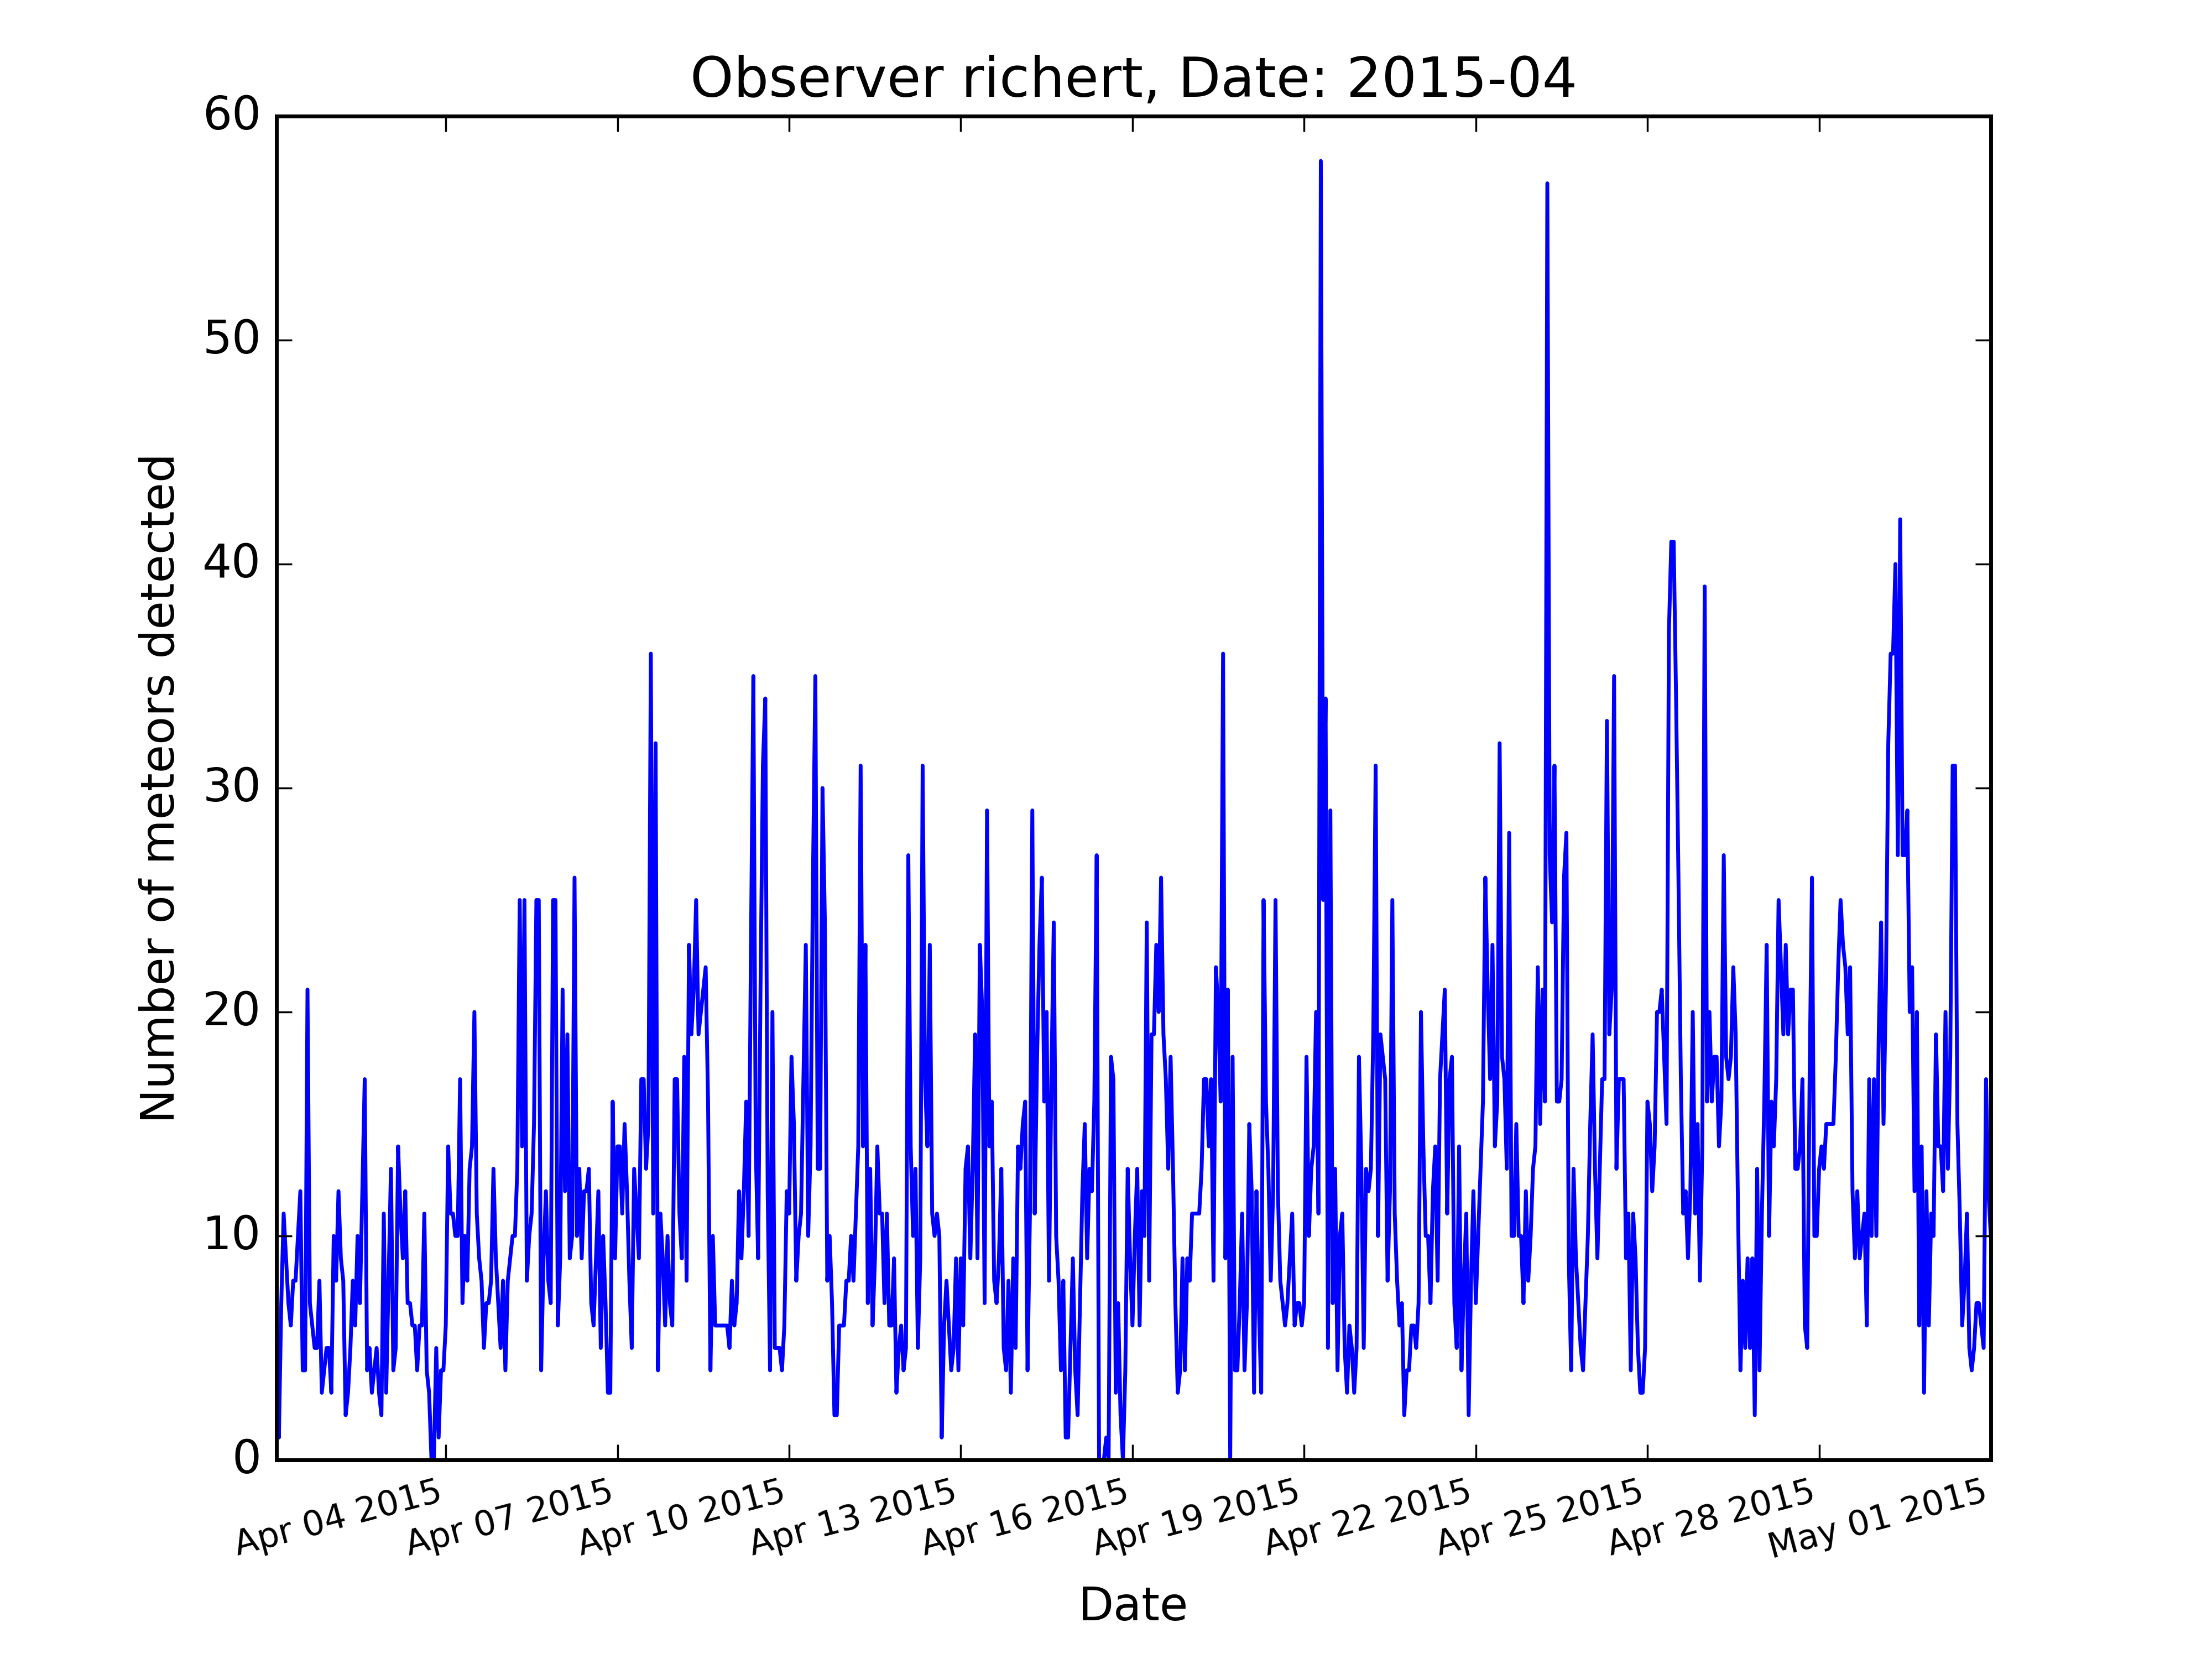 Observer richert, Date: 2015-04
60
50
40
30
20
10
0
Number of meteors detected
Apr 04 2015
Apr 07 2015
Apr 10 2015
Apr 13 2015
Apr 16 2015
Apr 19 2015
Apr 22 2015
Apr 25 2015
Apr 28 2015
May 01 2015
Date